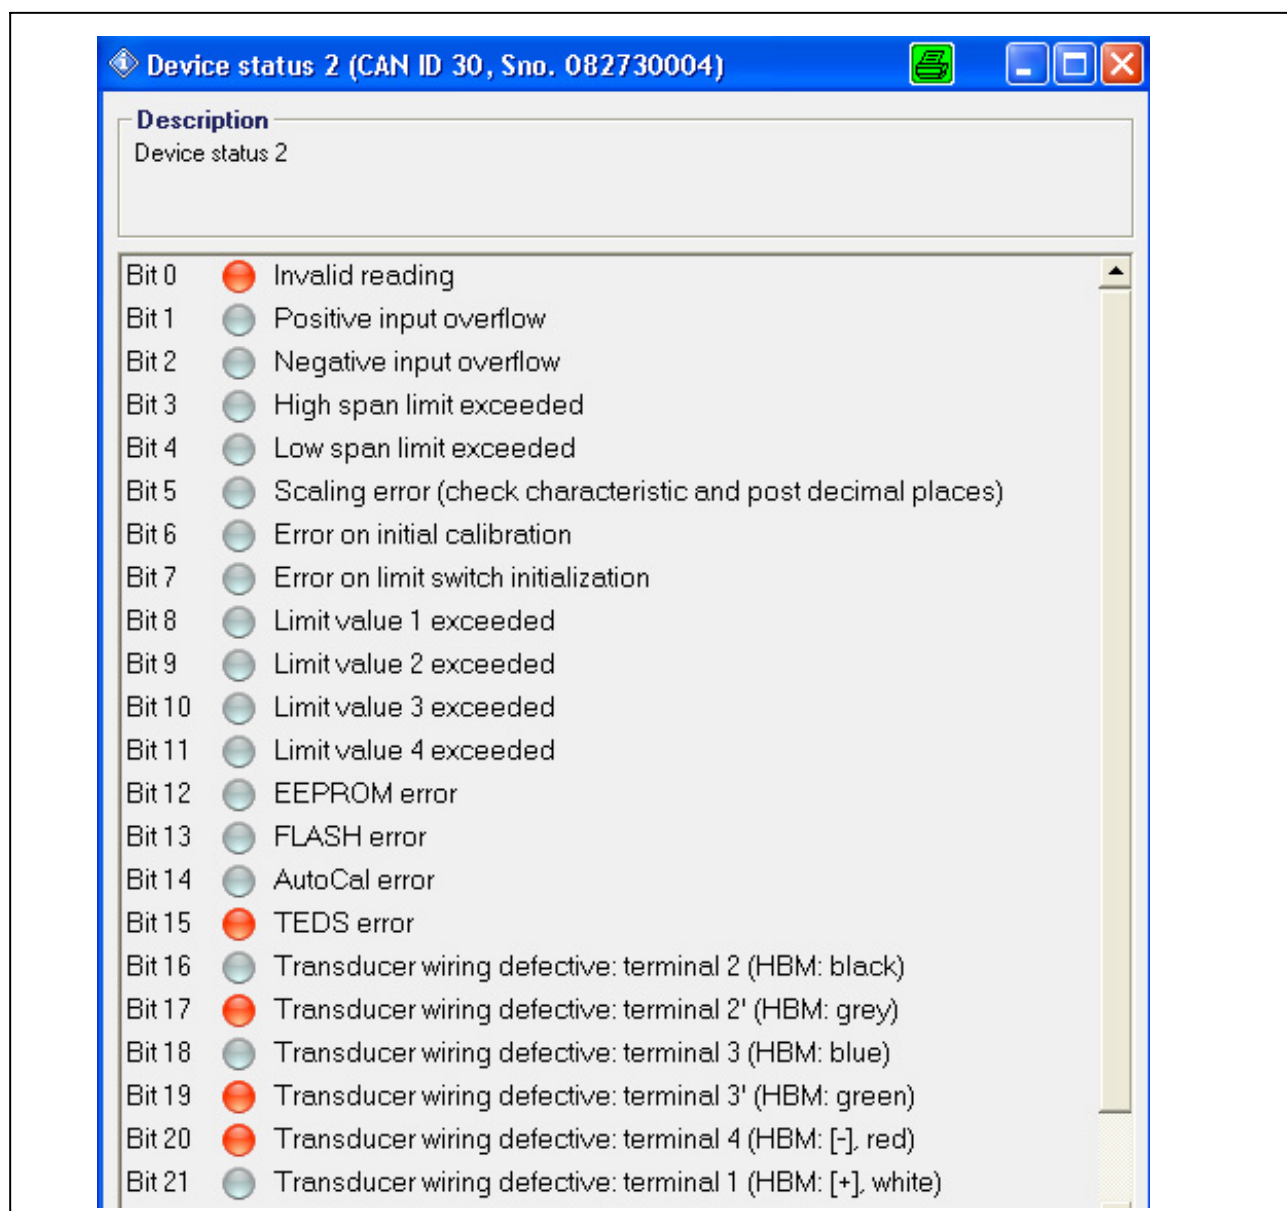 Device status 2 (CAN ID 30, Sno. 082730004)
Description
Device status 2
Bit 0 Invalid reading
Bit 1 Positive input overflow
Bit 2 Negative input overflow
Bit 3 High span limit exceeded
Bit 4 Low span limit exceeded
Bit 5 Scaling error (check characteristic and post decimal places)
Bit 6 Error on initial calibration
Bit 7 Error on limit switch initialization
Bit 8 Limit value 1 exceeded
Bit 9 Limit value 2 exceeded
Bit 10 Limit value 3 exceeded
Bit 11 Limit value 4 exceeded
Bit 12 EEPROM error
Bit 13 FLASH error
Bit 14 AutoCal error
Bit 15 TEDS error
Bit 16 Transducer wiring defective: terminal 2 (HBM: black)
Bit 17 Transducer wiring defective: terminal 2' (HBM: grey)
Bit 18 Transducer wiring defective: terminal 3 (HBM: blue)
Bit 19 Transducer wiring defective: terminal 3' (HBM: green)
Bit 20 Transducer wiring defective: terminal 4 (HBM: [-], red)
Bit 21 Transducer wiring defective: terminal 1 (HBM: [+], white)